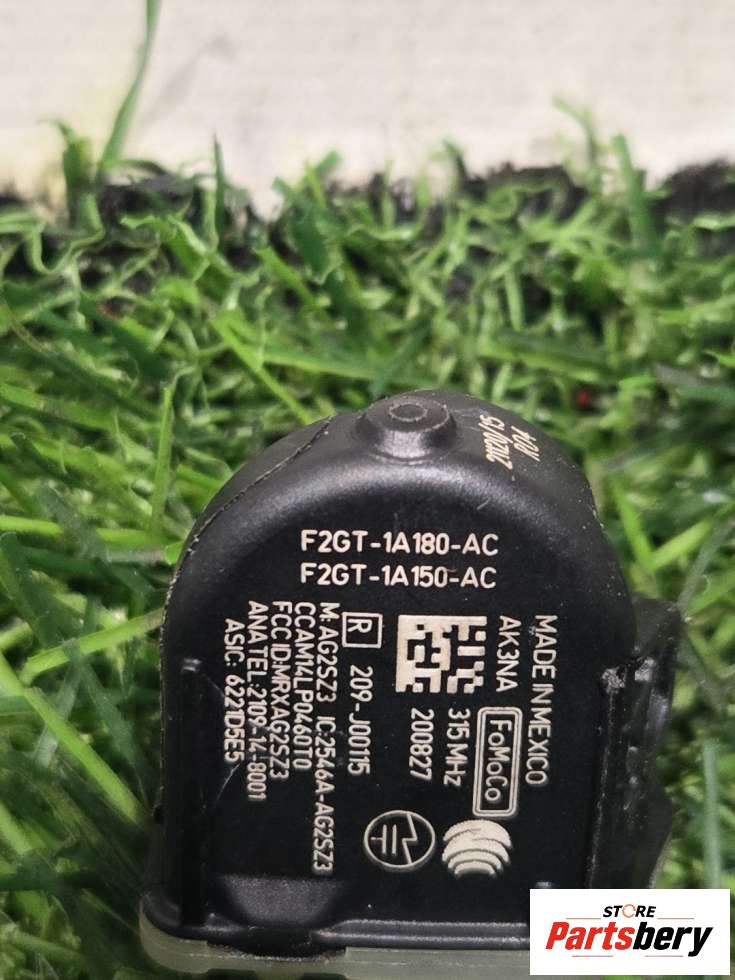 F2GT-1A180-AC
F2GT-1A150-AC
MADE IN MEXICO
AK3NA
FoMoCo
315MHz
200827
R 209-J00115
M: AG2SZ3 IC:2546A-AG2SZ3
CCAM14LP0460T0
FCC ID:MRXAG2SZ3
ANATEL:2109-14-8001
ASIC: 6221D5E5
STORE
Partsbery